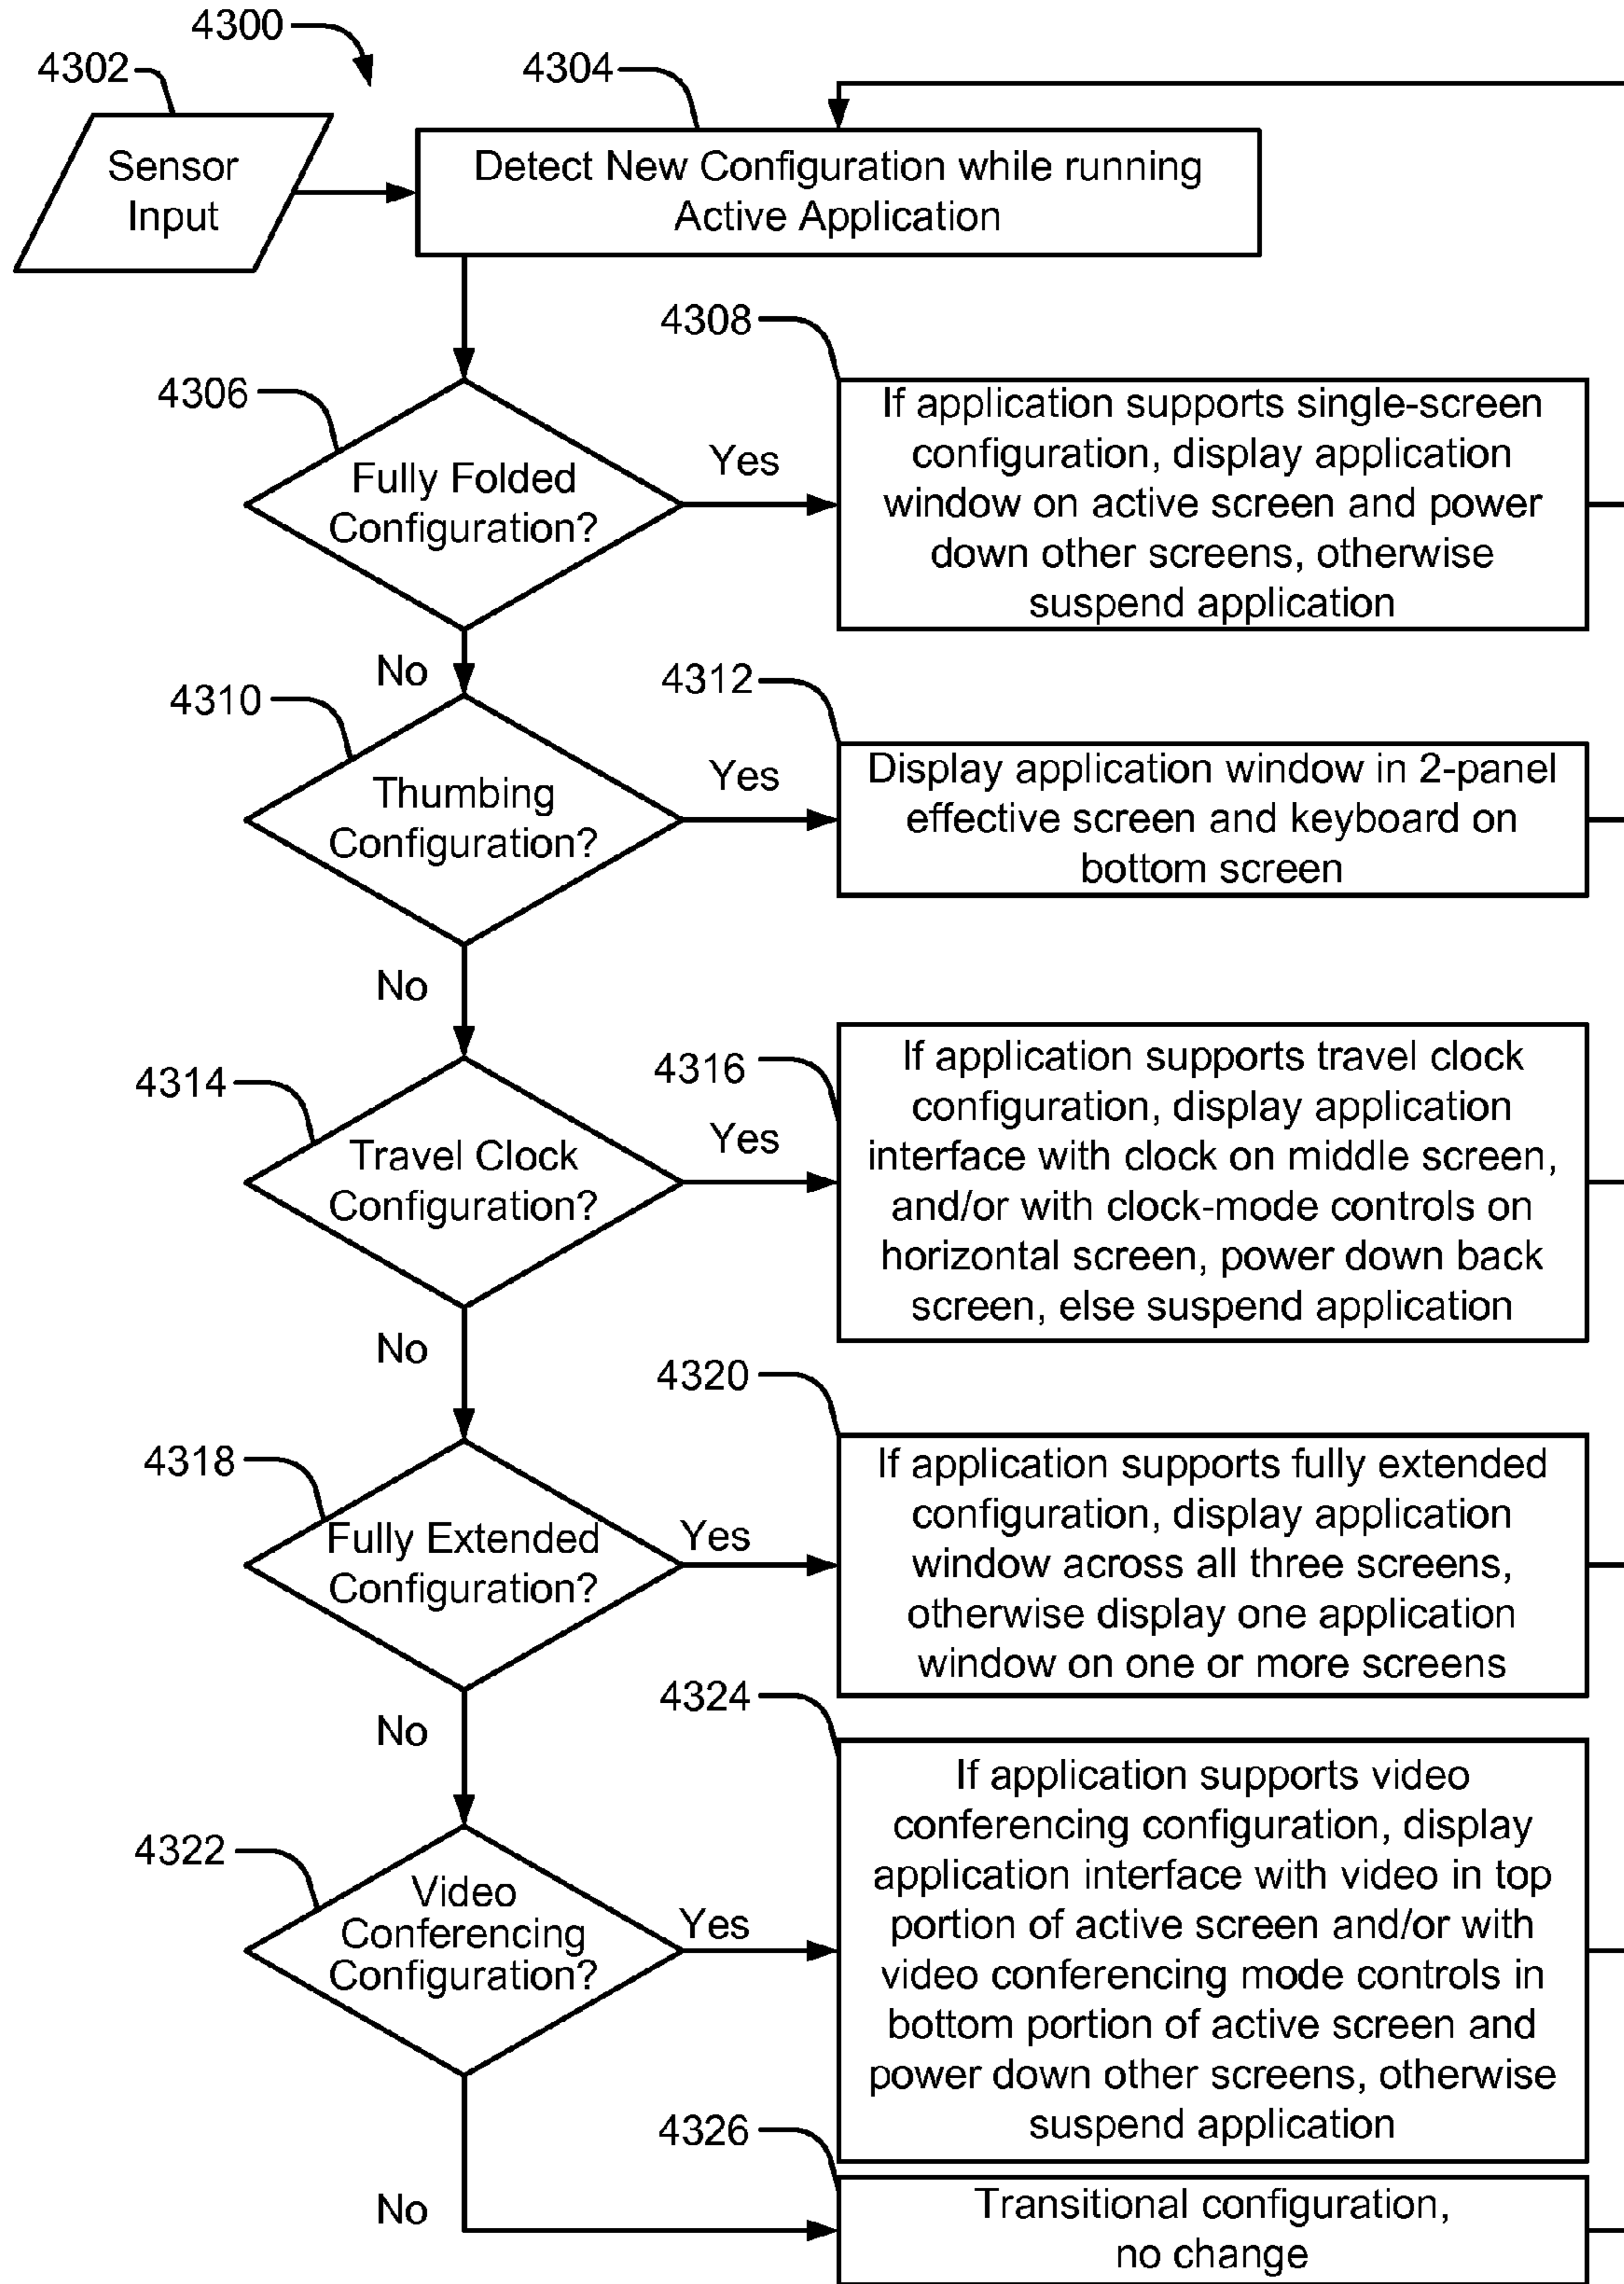 4300
4302
4304
Sensor
Input
Detect New Configuration while running
Active Application
4306
Fully Folded
Configuration?
Yes
4308
If application supports single-screen
configuration, display application
window on active screen and power
down other screens, otherwise
suspend application
No
4310
Thumbing
Configuration?
Yes
4312
Display application window in 2-panel
effective screen and keyboard on
bottom screen
No
4314
Travel Clock
Configuration?
Yes
4316
If application supports travel clock
configuration, display application
interface with clock on middle screen,
and/or with clock-mode controls on
horizontal screen, power down back
screen, else suspend application
No
4318
Fully Extended
Configuration?
Yes
4320
If application supports fully extended
configuration, display application
window across all three screens,
otherwise display one application
window on one or more screens
No
4322
Video
Conferencing
Configuration?
Yes
4324
If application supports video
conferencing configuration, display
application interface with video in top
portion of active screen and/or with
video conferencing mode controls in
bottom portion of active screen and
power down other screens, otherwise
suspend application
No
4326
Transitional configuration,
no change